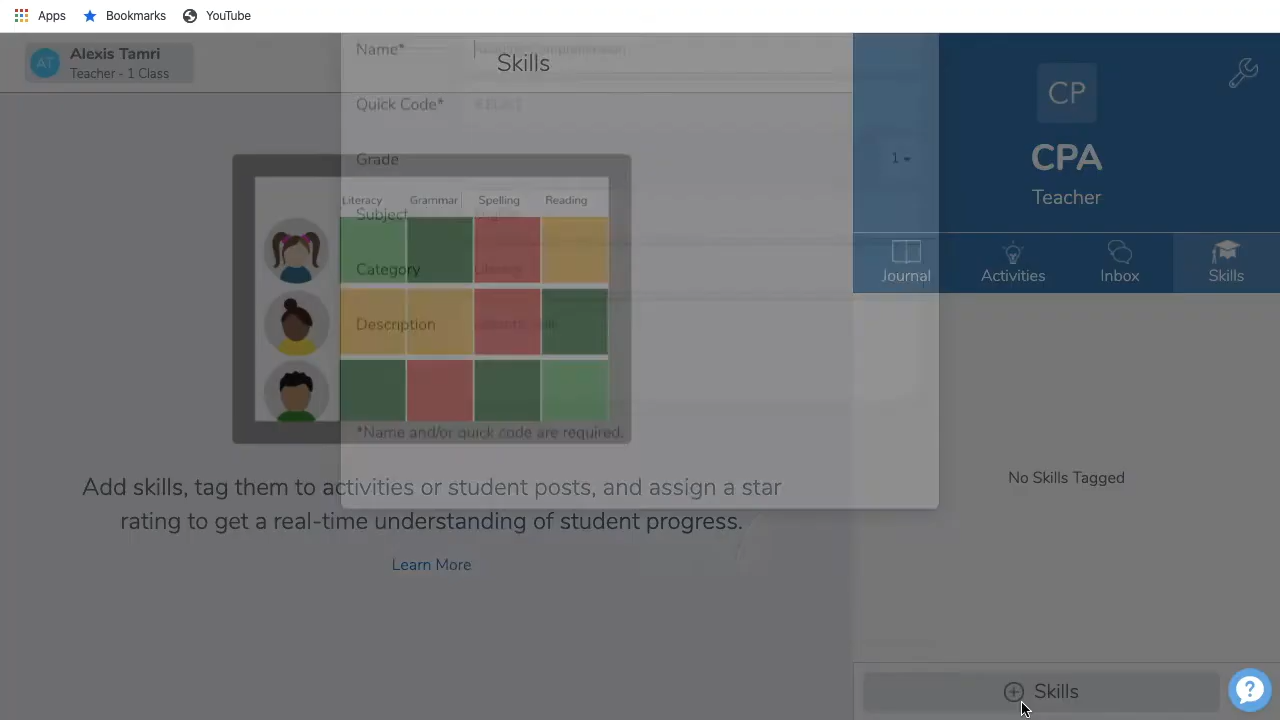 Apps Bookmarks YouTube
AT Alexis Tamri
Teacher - 1 Class
Name*
Skills
Quick Code*
Grade
1
Literacy Grammar Spelling Reading
Subject
Category
Description
*Name and/or quick code are required.
Add skills, tag them to activities or student posts, and assign a star
rating to get a real-time understanding of student progress.
Learn More
CP
CPA
Teacher
Journal Activities Inbox Skills
No Skills Tagged
Skills